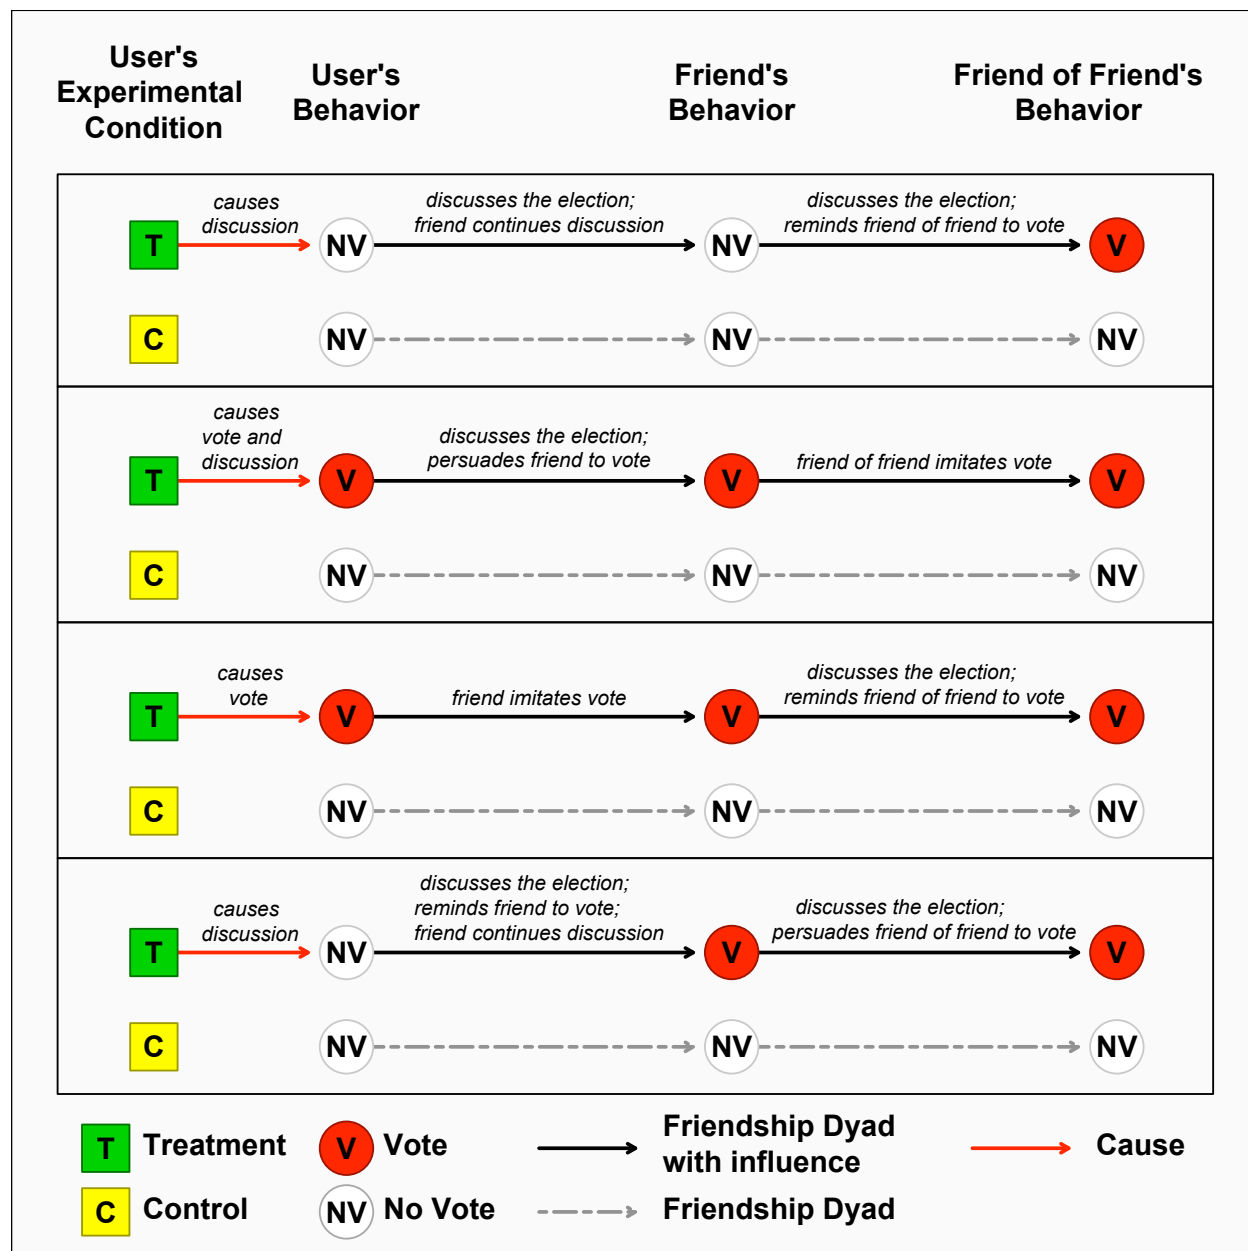 User's
Experimental
Condition
User's
Behavior
Friend's
Behavior
Friend of Friend's
Behavior
causes
discussion
discusses the election;
friend continues discussion
discusses the election;
reminds friend of friend to vote
T
NV
NV
V
C
NV
NV
NV
causes
vote and
discussion
discusses the election;
persuades friend to vote
friend of friend imitates vote
T
V
V
V
C
NV
NV
NV
causes
vote
friend imitates vote
discusses the election;
reminds friend of friend to vote
T
V
V
V
C
NV
NV
NV
causes
discussion
discusses the election;
reminds friend to vote;
friend continues discussion
discusses the election;
persuades friend of friend to vote
T
NV
V
V
C
NV
NV
NV
T Treatment
V Vote
Friendship Dyad
with influence
Cause
C Control
NV No Vote
Friendship Dyad